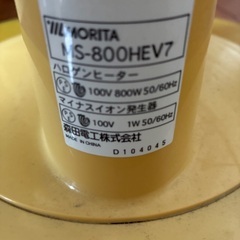 MORITA
MS-800HEV7
ハロゲンヒーター
100V 800W 50/60Hz
マイナスイオン発生器
100V 1W 50/60Hz
森田電工株式会社
MADE IN CHINA
D104045